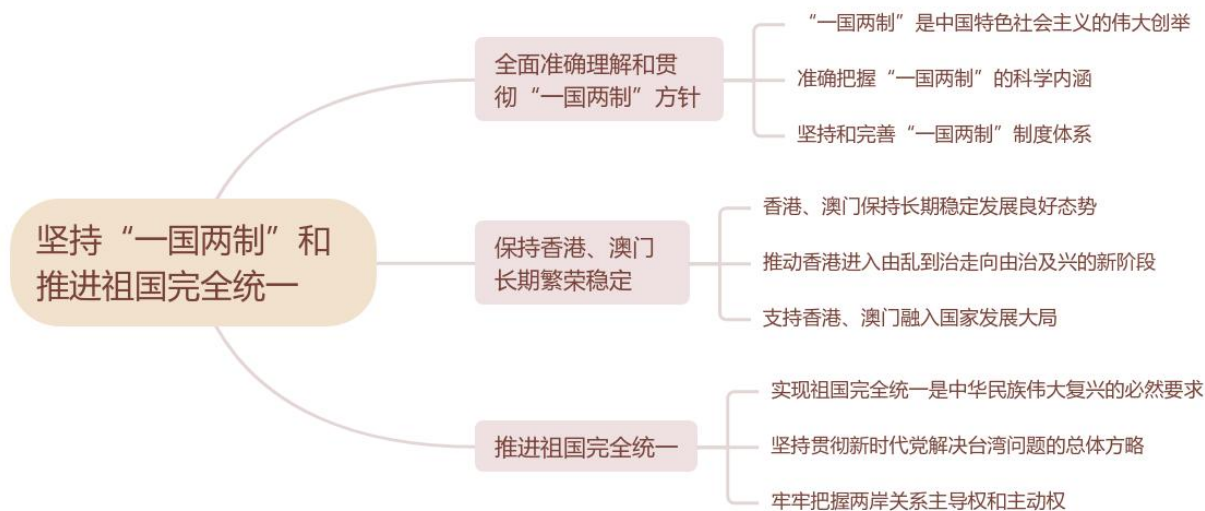 坚持“一国两制”和
推进祖国完全统一
全面准确理解和贯
彻“一国两制”方针
“一国两制”是中国特色社会主义的伟大创举
准确把握“一国两制”的科学内涵
坚持和完善“一国两制”制度体系
保持香港、澳门
长期繁荣稳定
香港、澳门保持长期稳定发展良好态势
推动香港进入由乱到治走向由治及兴的新阶段
支持香港、澳门融入国家发展大局
推进祖国完全统一
实现祖国完全统一是中华民族伟大复兴的必然要求
坚持贯彻新时代党解决台湾问题的总体方略
牢牢把握两岸关系主导权和主动权